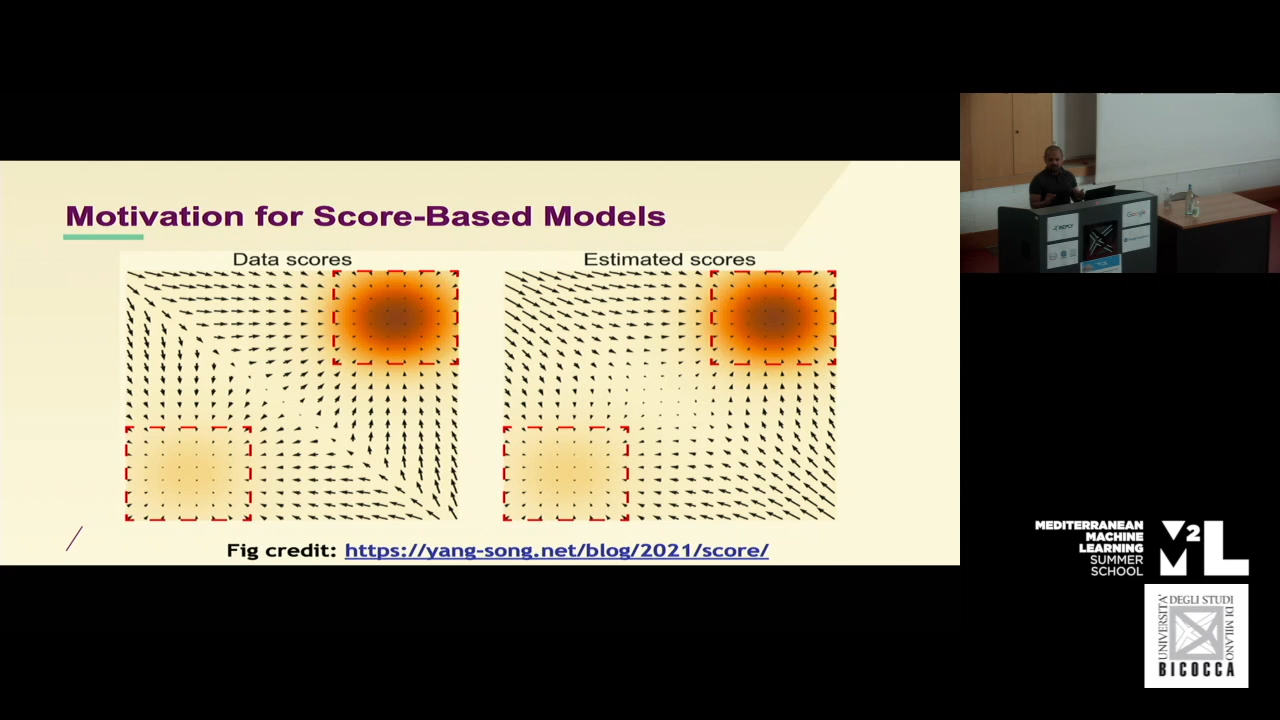 Motivation for Score-Based Models
Data scores
Estimated scores
Fig credit: https://yang-song.net/blog/2021/score/
Google
MEDITERRANEAN
MACHINE
LEARNING
SUMMER
SCHOOL
M2L
UNIVERSITÀ
DEGLI STUDI
DI MILANO
BICOCCA